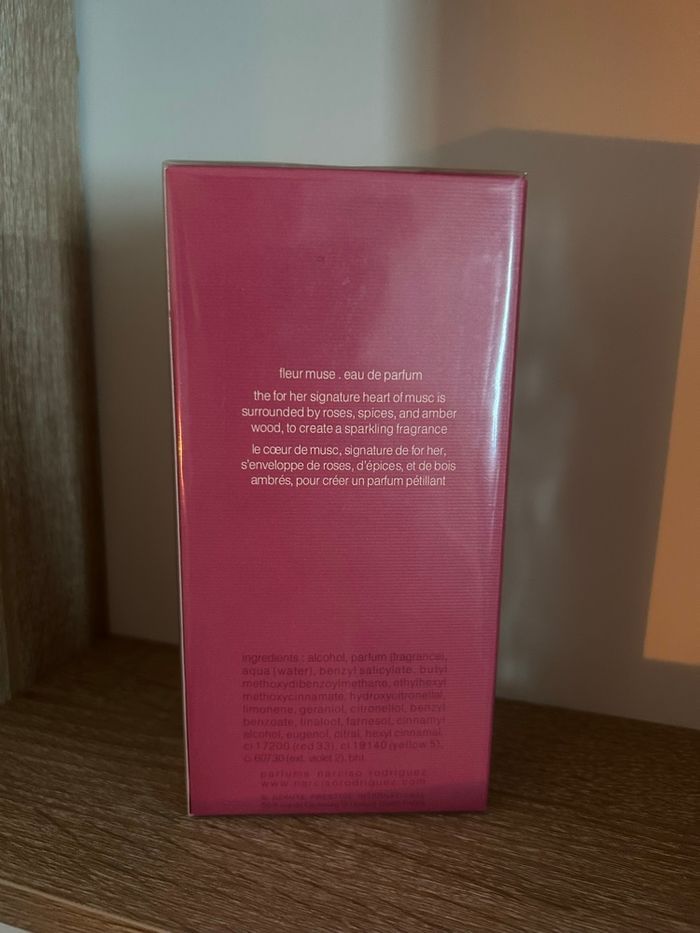 fleur muse . eau de parfum
the for her signature heart of musc is
surrounded by roses, spices, and amber
wood, to create a sparkling fragrance
le cœur de musc, signature de for her,
s'enveloppe de roses, d'épices, et de bois
ambrés, pour créer un parfum pétillant
ingredients : alcohol, parfum (fragrance),
aqua (water), benzyl salicylate, butyl
methoxydibenzoylmethane, ethylhexyl
methoxycinnamate, hydroxycitronellal,
limonene, geraniol, citronellol, benzyl
benzoate, linalool, farnesol, cinnamyl
alcohol, eugenol, citral, hexyl cinnamal,
ci 17200 (red 33), ci 19140 (yellow 5),
ci 60730 (ext. violet 2), bht.
parfums narciso rodriguez
www.narcisorodriguez.com
© BEAUTE PRESTIGE INTERNATIONAL